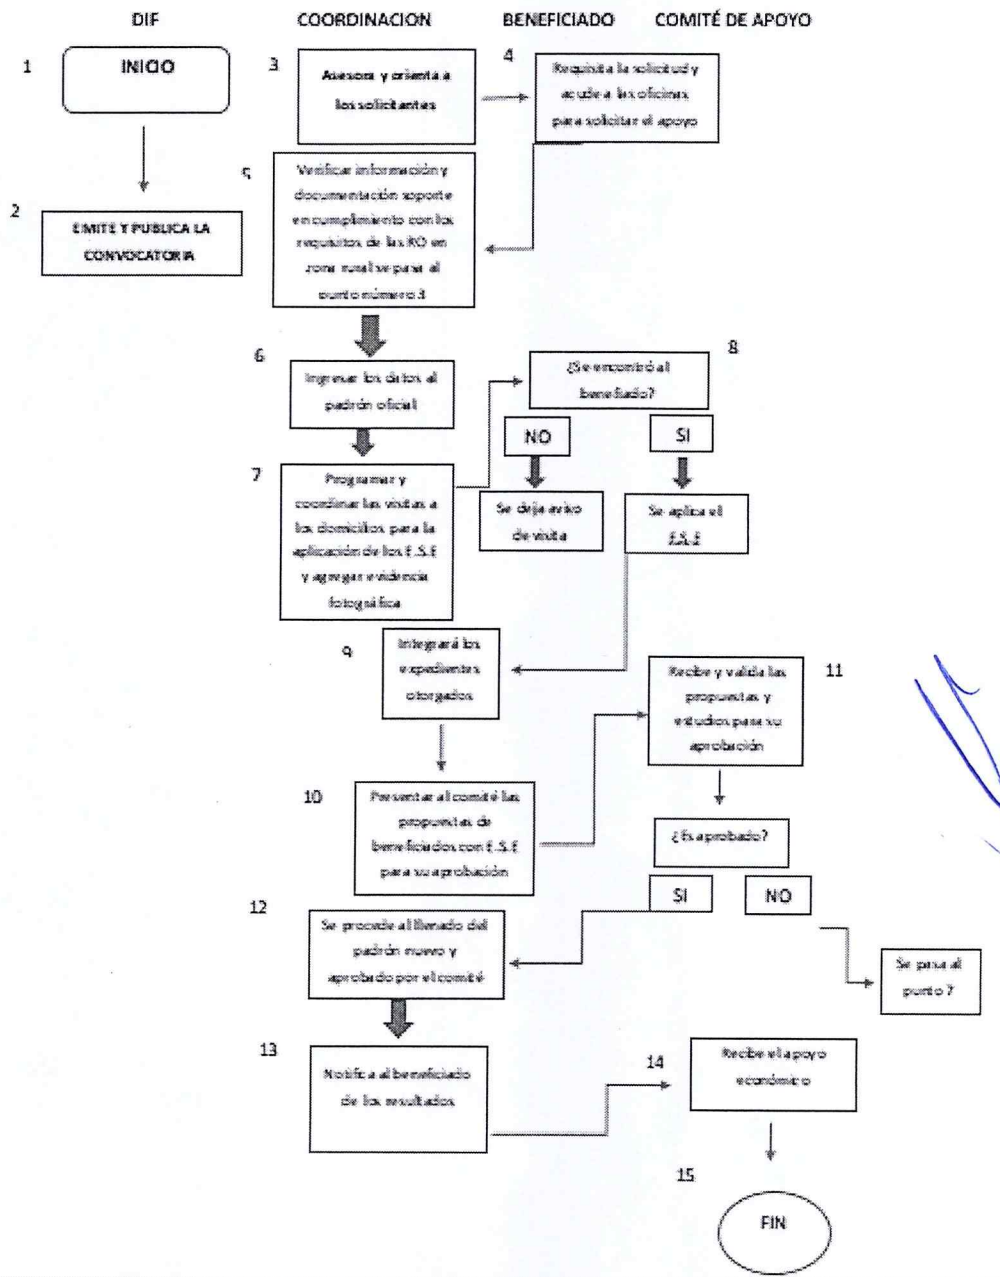 DIF
COORDINACION
BENEFICIADO
COMITÉ DE APOYO
1
INICIO
2
EMITE Y PUBLICA LA
CONVOCATORIA
3
Asesora y orienta a
los solicitantes
4
Requisita la solicitud y
acude a las oficinas
para solicitar el apoyo
5
Verificar información y
documentación soporte
en cumplimiento con los
requisitos de las RO en
zona rural se pasa al
punto número 3
6
Ingresar los datos al
padrón oficial
7
Programar y
coordinar las visitas a
los domicilios para la
aplicación de los E.S.E
y agregar evidencia
fotográfica
8
¿Se encontró al
benefiado?
NO
SI
Se deja aviso
de visita
Se aplica el
E.S.E
9
Integrará los
expedientes
otorgados
10
Presentar al comité las
propuestas de
beneficiados con E.S.E
para su aprobación
11
Recibe y valida las
propuestas y
estudios para su
aprobación
¿Es aprobado?
SI
NO
Se pasa al
punto 7
12
Se procede al llenado del
padrón nuevo y
aprobado por el comité
13
Notifica al beneficiado
de los resultados
14
Recibe el apoyo
económico
15
FIN